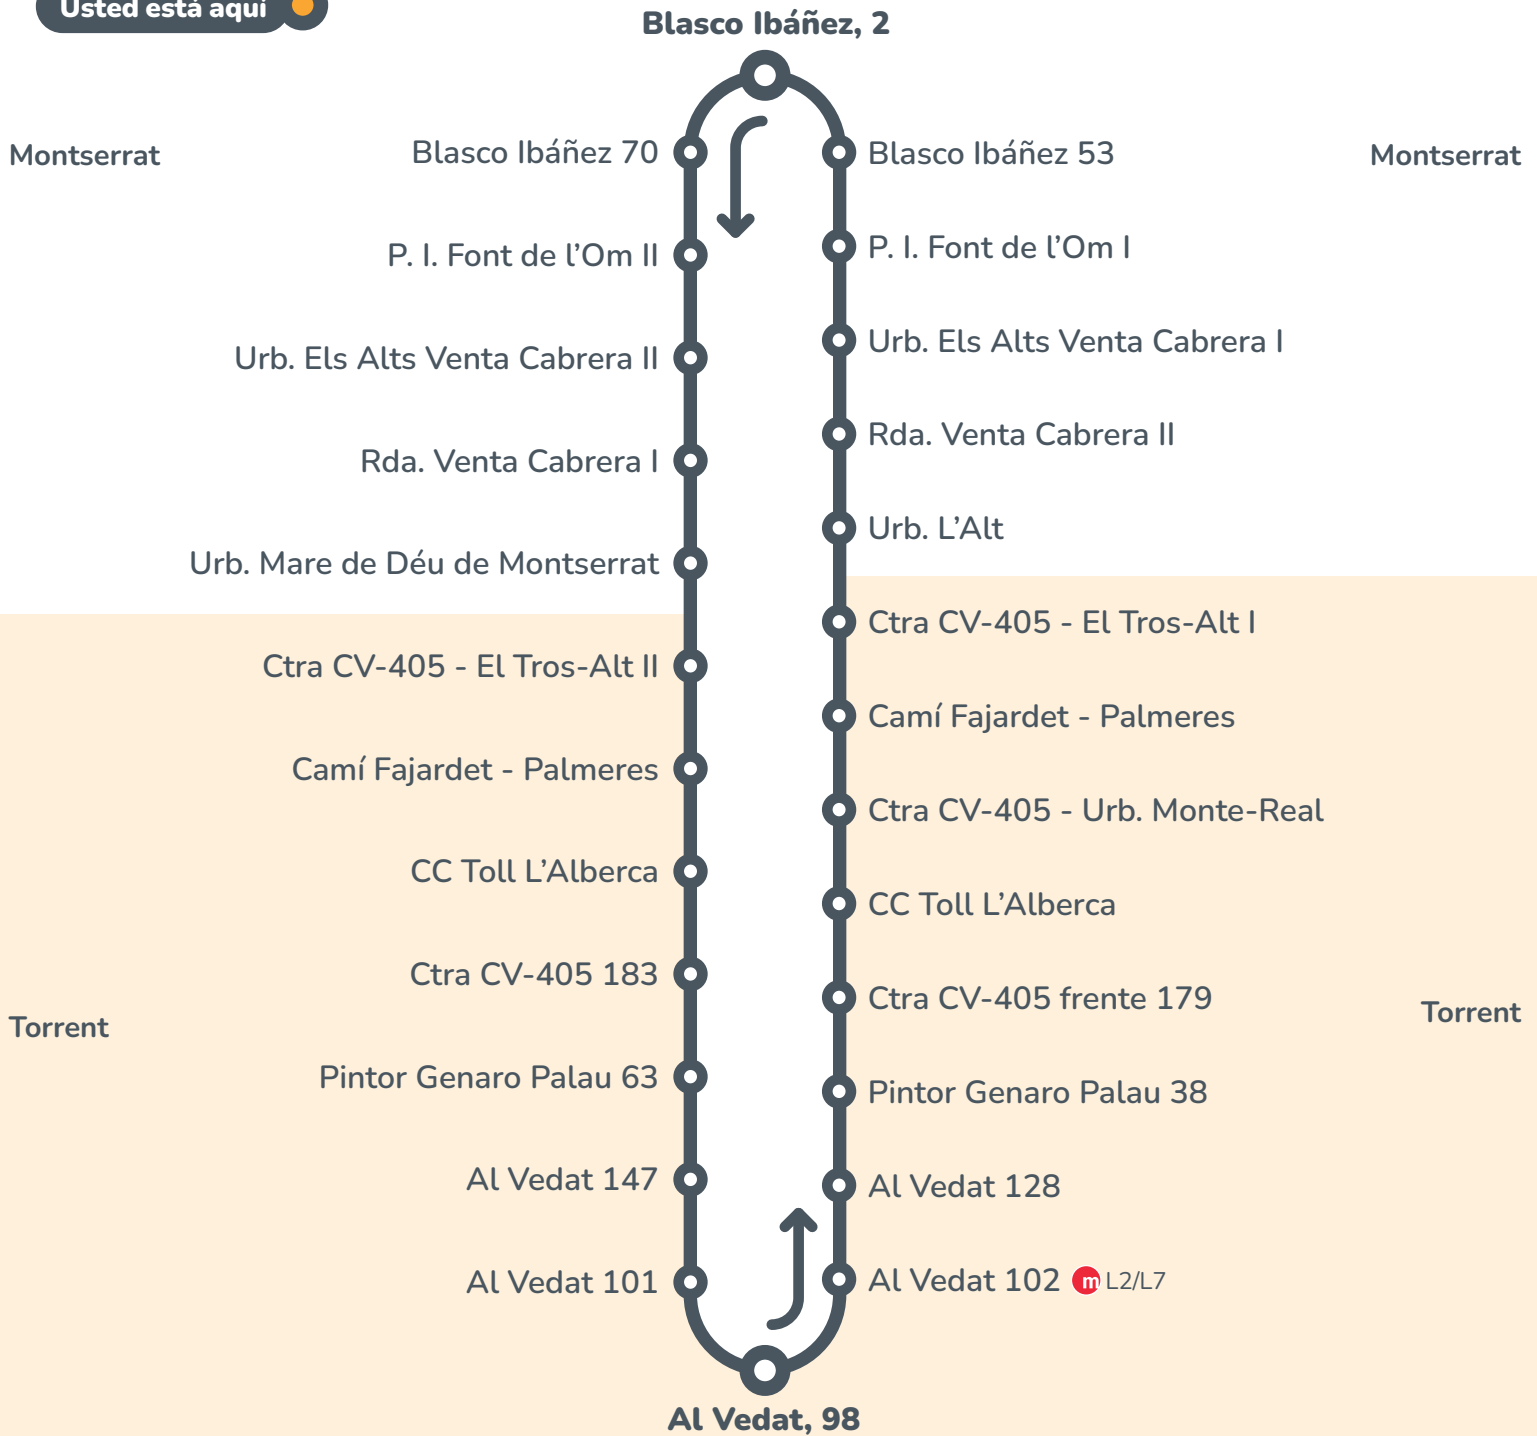 Usted está aquí
Blasco Ibáñez, 2
Montserrat
Blasco Ibáñez 70
P. I. Font de l’Om II
Urb. Els Alts Venta Cabrera II
Rda. Venta Cabrera I
Urb. Mare de Déu de Montserrat
Ctra CV-405 - El Tros-Alt II
Camí Fajardet - Palmeres
CC Toll L’Alberca
Ctra CV-405 183
Torrent
Pintor Genaro Palau 63
Al Vedat 147
Al Vedat 101
Blasco Ibáñez 53
Montserrat
P. I. Font de l’Om I
Urb. Els Alts Venta Cabrera I
Rda. Venta Cabrera II
Urb. L’Alt
Ctra CV-405 - El Tros-Alt I
Camí Fajardet - Palmeres
Ctra CV-405 - Urb. Monte-Real
CC Toll L’Alberca
Ctra CV-405 frente 179
Torrent
Pintor Genaro Palau 38
Al Vedat 128
Al Vedat 102 m L2/L7
Al Vedat, 98